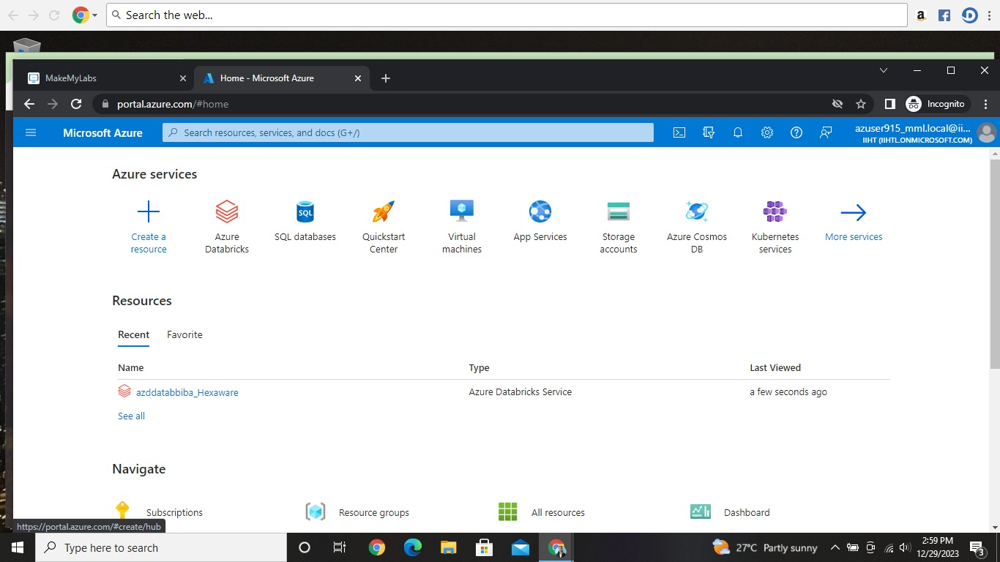 Search the web...
MakeMyLabs
Home - Microsoft Azure
portal.azure.com/#home
Incognito
Microsoft Azure
Search resources, services, and docs (G+/)
azuser915_mml.local@ii...
IIHT (IIHTL.ONMICROSOFT.COM)
Azure services
SQL
Create a resource
Azure Databricks
SQL databases
Quickstart Center
Virtual machines
App Services
Storage accounts
Azure Cosmos DB
Kubernetes services
More services
Resources
Recent
Favorite
Name
Type
Last Viewed
azddatabbiba_Hexaware
Azure Databricks Service
a few seconds ago
See all
Navigate
Subscriptions
Resource groups
All resources
Dashboard
https://portal.azure.com/#create/hub
Type here to search
27°C Partly sunny
2:59 PM
12/29/2023
3